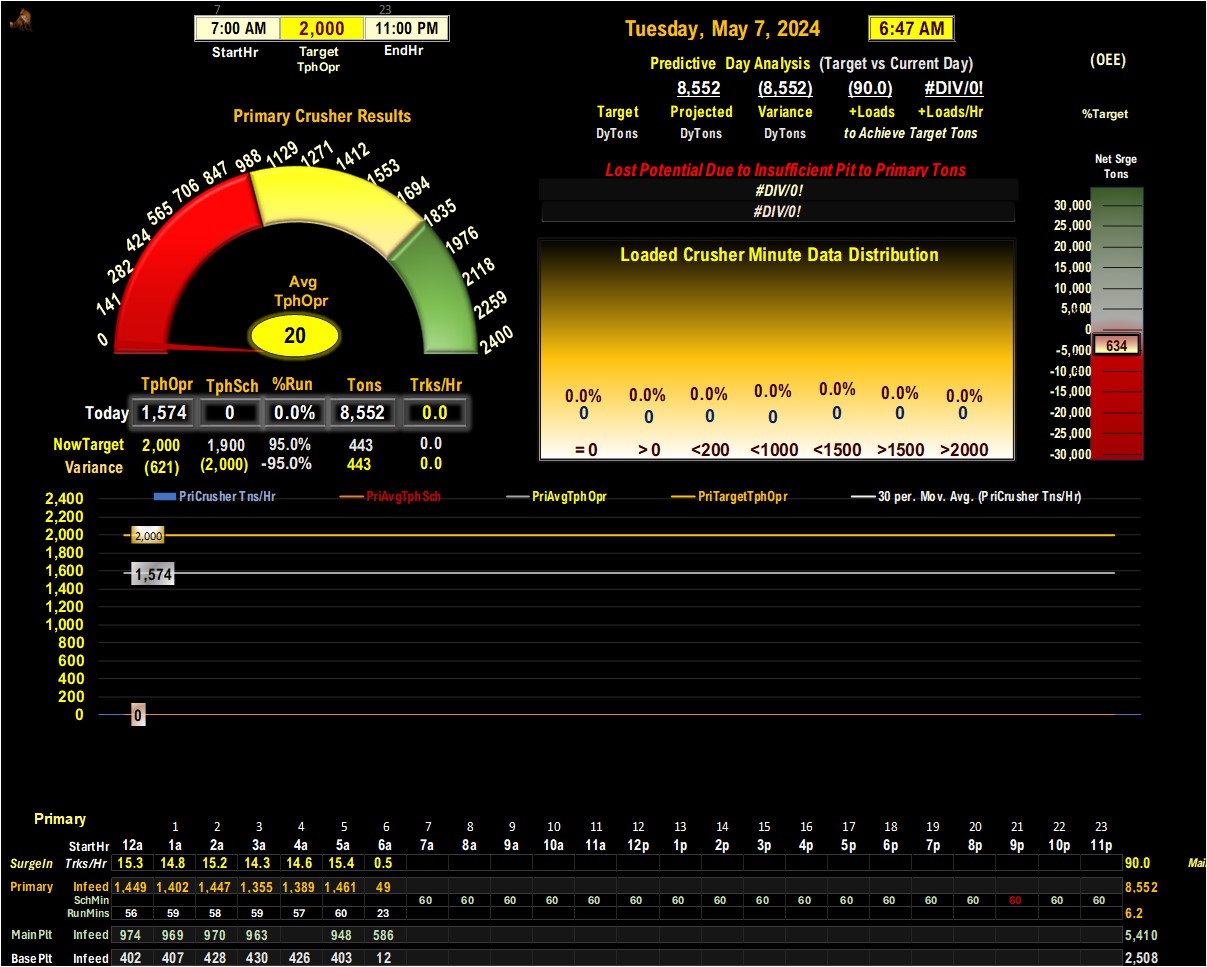 7 23
7:00 AM 2,000 11:00 PM
StartHr Target TphOpr EndHr
Tuesday, May 7, 2024 6:47 AM
Predictive Day Analysis (Target vs Current Day)
(OEE)
8,552 (8,552) (90.0) #DIV/0!
Target Projected Variance +Loads +Loads/Hr
DyTons DyTons DyTons to Achieve Target Tons
%Target
Primary Crusher Results
0 141 282 424 565 706 847 988 1129 1271 1412 1553 1694 1835 1976 2118 2259 2400
Avg
TphOpr
20
Lost Potential Due to Insufficient Pit to Primary Tons
#DIV/0!
#DIV/0!
Net Srge
Tons
30,000
25,000
20,000
15,000
10,000
5,000
0
-5,000
-10,000
-15,000
-20,000
-25,000
-30,000
634
Loaded Crusher Minute Data Distribution
0.0% 0.0% 0.0% 0.0% 0.0% 0.0% 0.0%
0 0 0 0 0 0 0
=0 >0 <200 <1000 <1500 >1500 >2000
TphOpr TphSch %Run Tons Trks/Hr
Today 1,574 0 0.0% 8,552 0.0
NowTarget 2,000 1,900 95.0% 443 0.0
Variance (621) (2,000) -95.0% 443 0.0
PriCrusher Tns/Hr PriAvgTphSch PriAvgTphOpr PriTargetTphOpr 30 per. Mov. Avg. (PriCrusher Tns/Hr)
2,400
2,200
2,000
1,800
1,600
1,400
1,200
1,000
800
600
400
200
0
2,000
1,574
0
Primary
1 2 3 4 5 6 7 8 9 10 11 12 13 14 15 16 17 18 19 20 21 22 23
StartHr 12a 1a 2a 3a 4a 5a 6a 7a 8a 9a 10a 11a 12p 1p 2p 3p 4p 5p 6p 7p 8p 9p 10p 11p
SurgeIn Trks/Hr 15.3 14.8 15.2 14.3 14.6 15.4 0.5 90.0
Primary Infeed 1,449 1,402 1,447 1,355 1,389 1,461 49 8,552
SchMin 60 60 60 60 60 60 60 60 60 60 60 60 60 60 60 60 60
RunMins 56 59 58 59 57 60 23 6.2
MainPlt Infeed 974 969 970 963 948 586 5,410
BasePlt Infeed 402 407 428 430 426 403 12 2,508